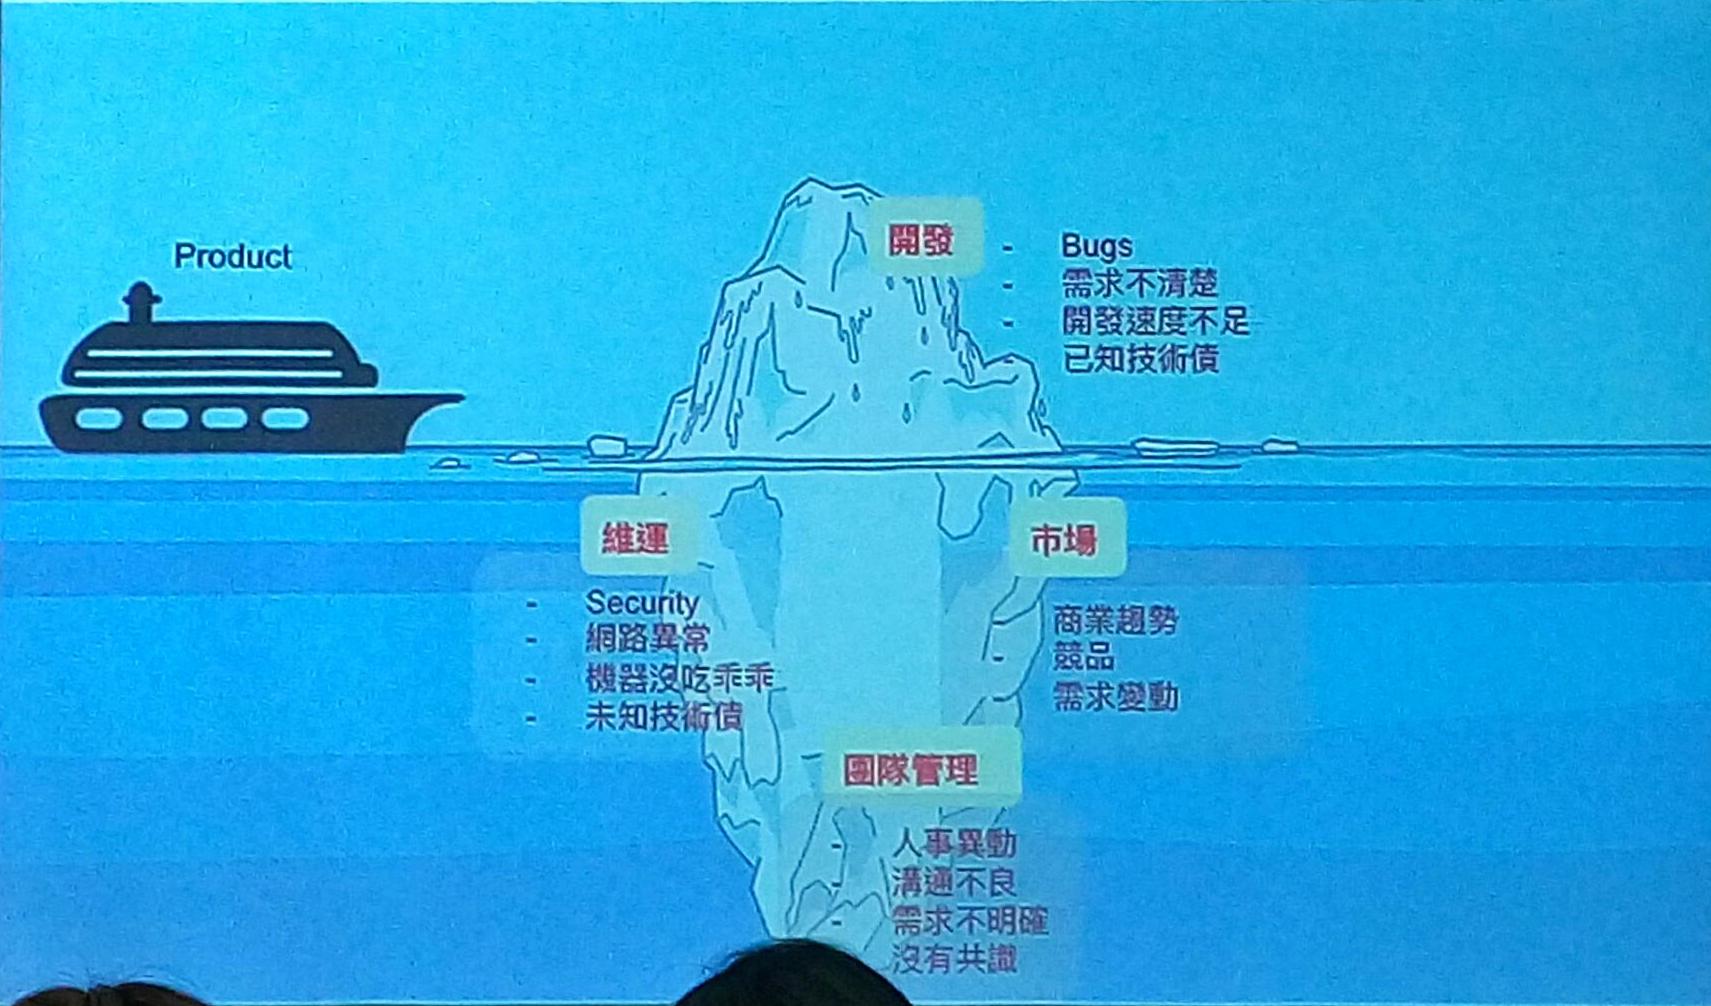 Product
開發
- Bugs
- 需求不清楚
- 開發速度不足
已知技術債
維運
- Security
- 網路異常
- 機器沒吃乖乖
- 未知技術債
市場
- 商業趨勢
- 競品
需求變動
團隊管理
- 人事異動
- 溝通不良
- 需求不明確
沒有共識